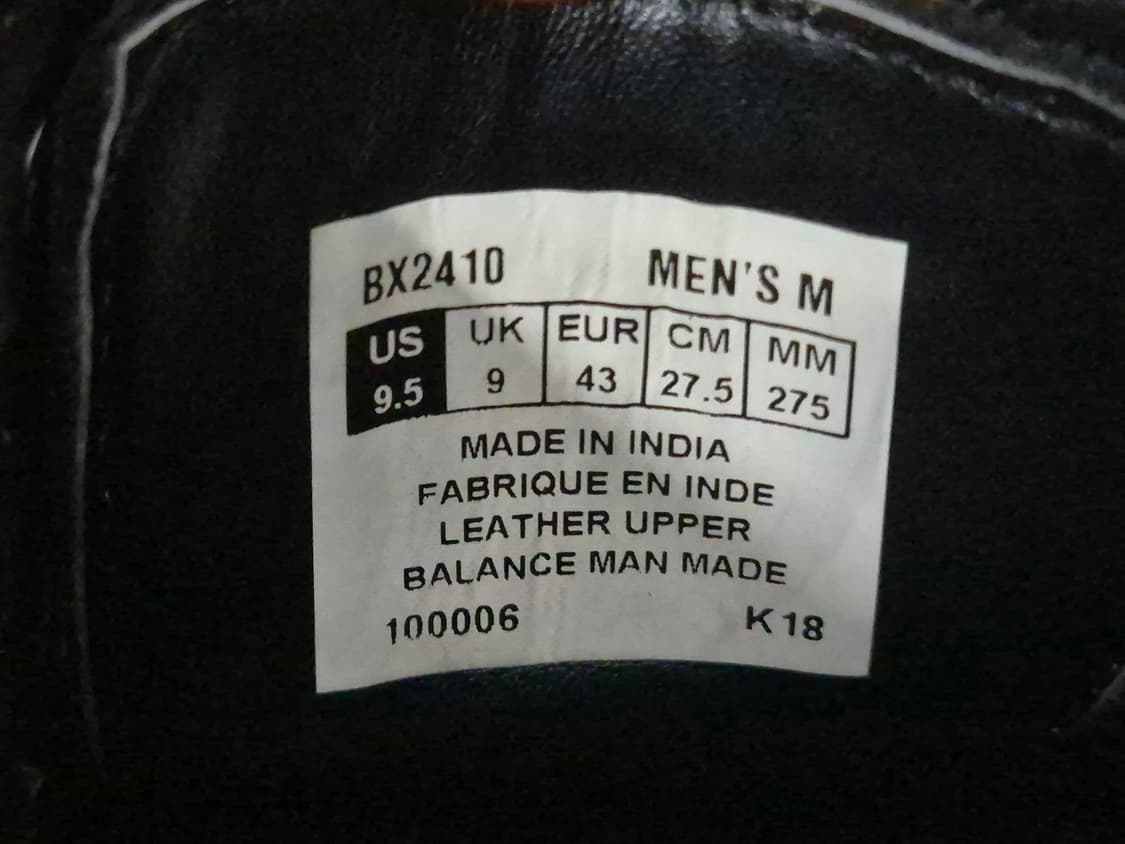 BX2410 MEN'S M
US UK EUR CM MM
9.5 9 43 27.5 275
MADE IN INDIA
FABRIQUE EN INDE
LEATHER UPPER
BALANCE MAN MADE
100006 K18